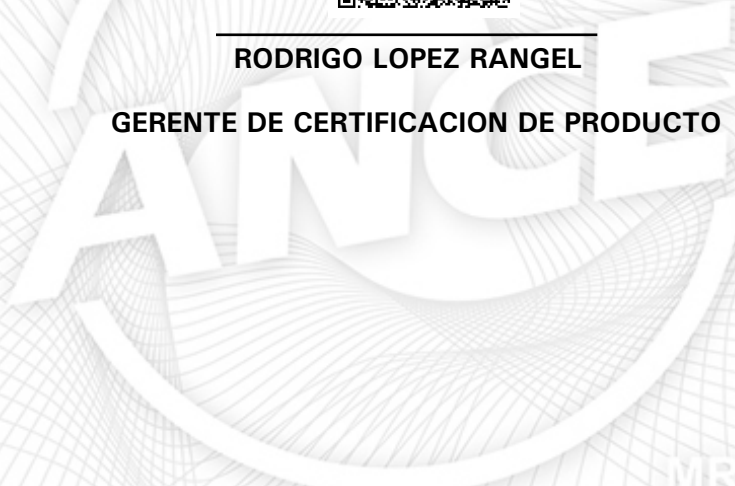 RODRIGO LOPEZ RANGEL
GERENTE DE CERTIFICACION DE PRODUCTO
ANCE
MR